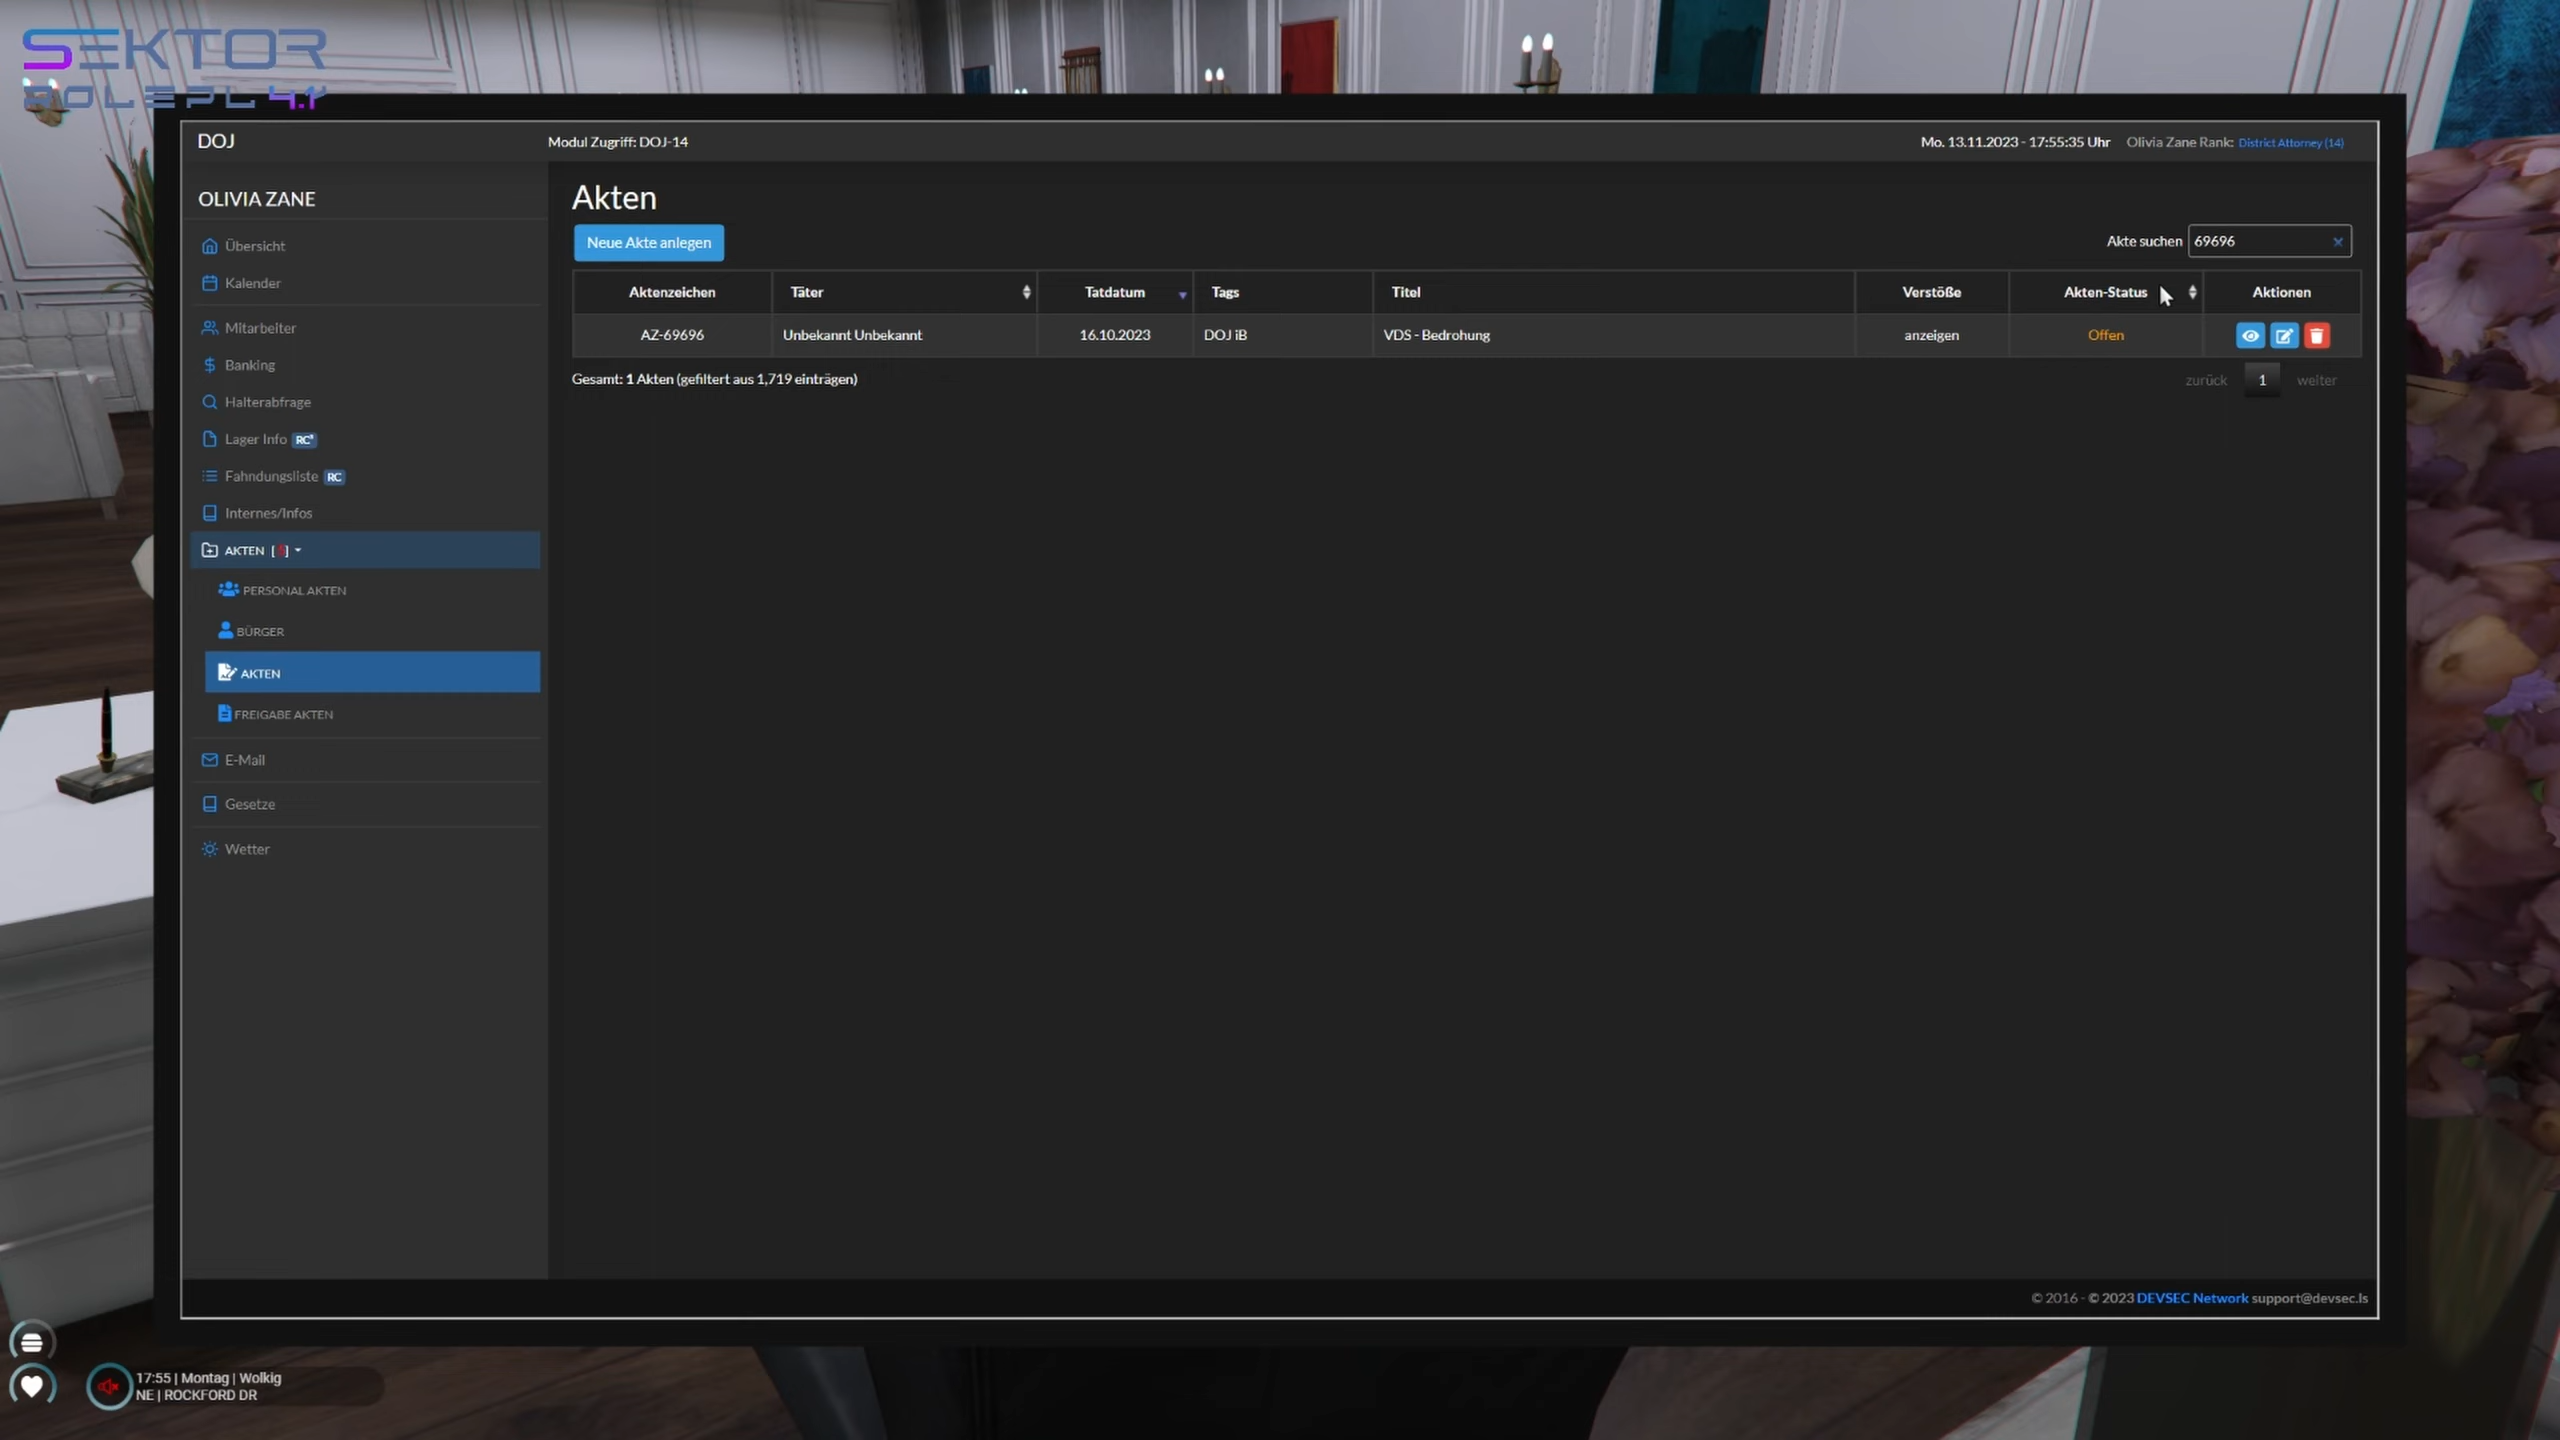 SEKTOR
ROLEPL4.Y
DOJ
Modul Zugriff: DOJ-14
Mo. 13.11.2023 - 17:55:35 Uhr
Olivia Zane Rank: District Attorney (14)
OLIVIA ZANE
Übersicht
Kalender
Mitarbeiter
Banking
Halterabfrage
Lager Info RC²
Fahndungsliste RC
Internes/Infos
AKTEN
PERSONAL AKTEN
BÜRGER
AKTEN
FREIGABE AKTEN
E-Mail
Gesetze
Wetter
Akten
Neue Akte anlegen
Akte suchen 69696
Aktenzeichen Täter Tatdatum Tags Titel Verstöße Akten-Status Aktionen
AZ-69696 Unbekannt Unbekannt 16.10.2023 DOJ iB VDS - Bedrohung anzeigen Offen
Gesamt: 1 Akten (gefiltert aus 1,719 einträgen)
zurück 1 weiter
© 2016 - © 2023 DEVSEC Network support@devsec.ls
17:55 | Montag | Wolkig
NE | ROCKFORD DR